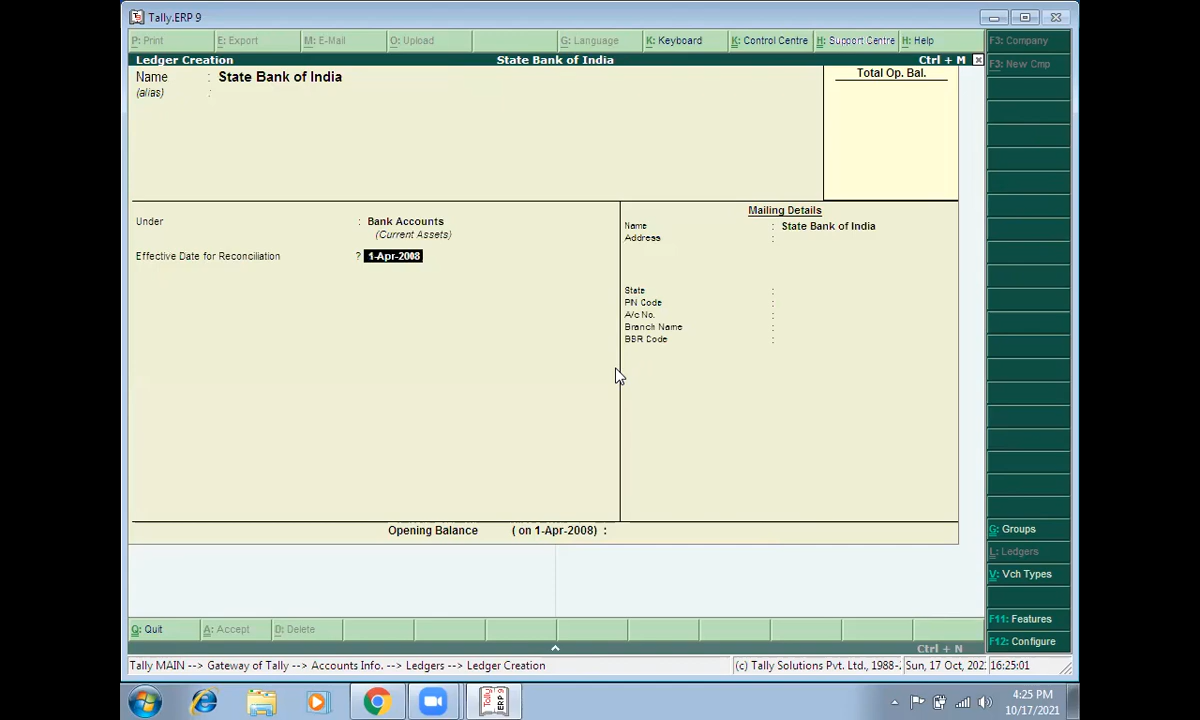 Tally.ERP 9
P: Print E: Export M: E-Mail O: Upload G: Language K: Keyboard K: Control Centre H: Support Centre H: Help F3: Company
Ledger Creation State Bank of India Ctrl + M
F3: New Cmp
Name : State Bank of India
(alias) :
Total Op. Bal.
Under : Bank Accounts
(Current Assets)
Effective Date for Reconciliation ? 1-Apr-2008
Mailing Details
Name : State Bank of India
Address :
State :
PIN Code :
A/c No. :
Branch Name :
BSR Code :
Opening Balance ( on 1-Apr-2008) :
G: Groups
L: Ledgers
V: Vch Types
F11: Features
F12: Configure
Q: Quit A: Accept D: Delete
Ctrl + N
Tally MAIN --> Gateway of Tally --> Accounts Info. --> Ledgers --> Ledger Creation (c) Tally Solutions Pvt. Ltd., 1988-. Sun, 17 Oct, 202 16:25:01
4:25 PM
10/17/2021